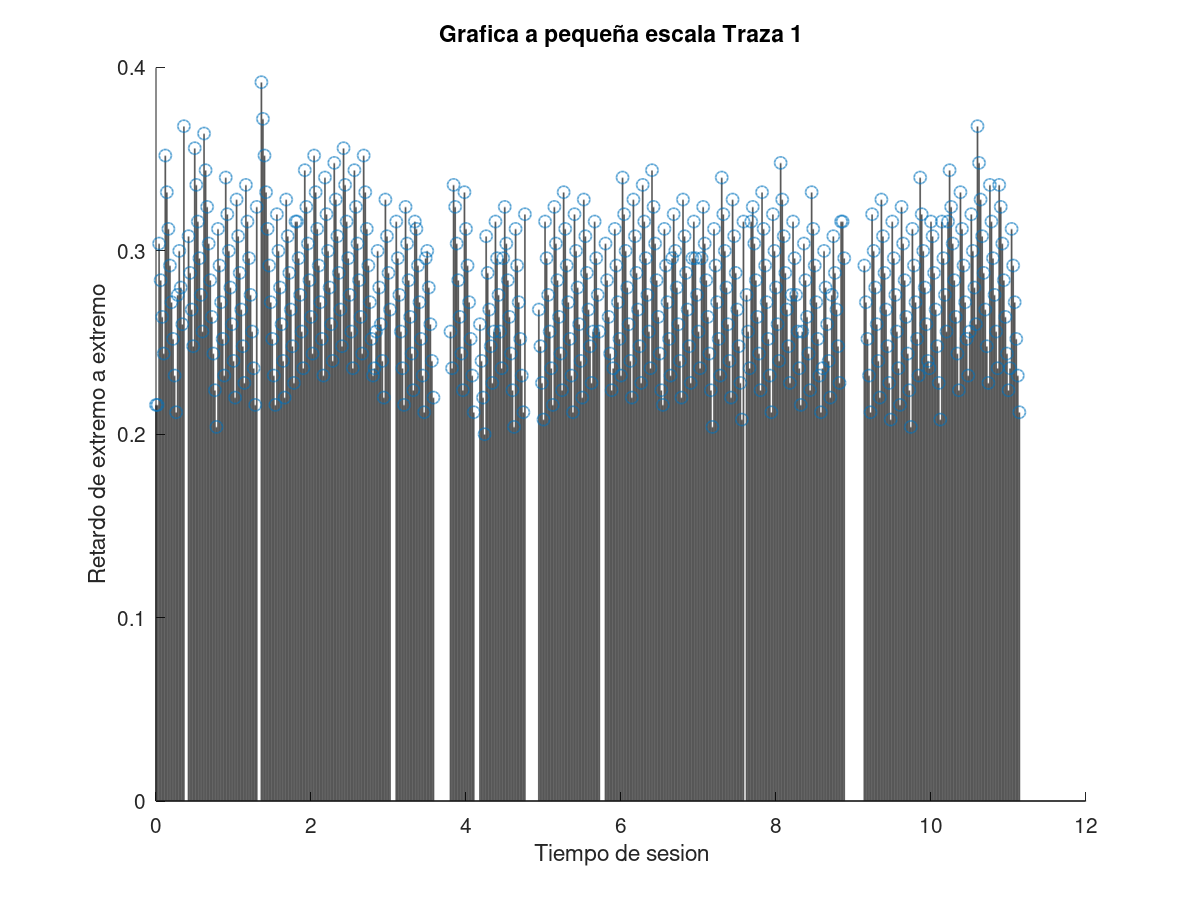 Grafica a pequeña escala Traza 1
0.4
0.3
0.2
0.1
0
Retardo de extremo a extremo
0 2 4 6 8 10 12
Tiempo de sesion